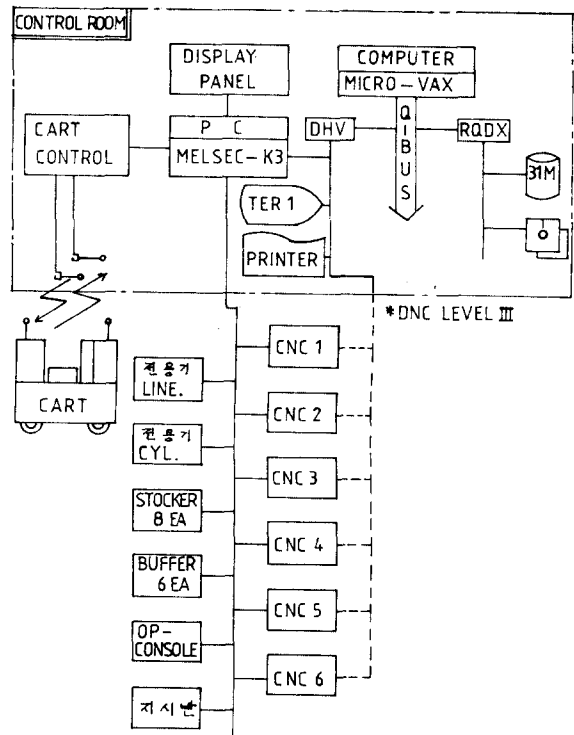 CONTROL ROOM
DISPLAY
PANEL
COMPUTER
MICRO-VAX
CART
CONTROL
P C
MELSEC-K3
DHV
Q-BUS
RQDX
31M
TER 1
PRINTER
*DNC LEVEL III
CART
전용기
LINE.
전용기
CYL.
STOCKER
8 EA
BUFFER
6 EA
OP-
CONSOLE
지시반
CNC 1
CNC 2
CNC 3
CNC 4
CNC 5
CNC 6